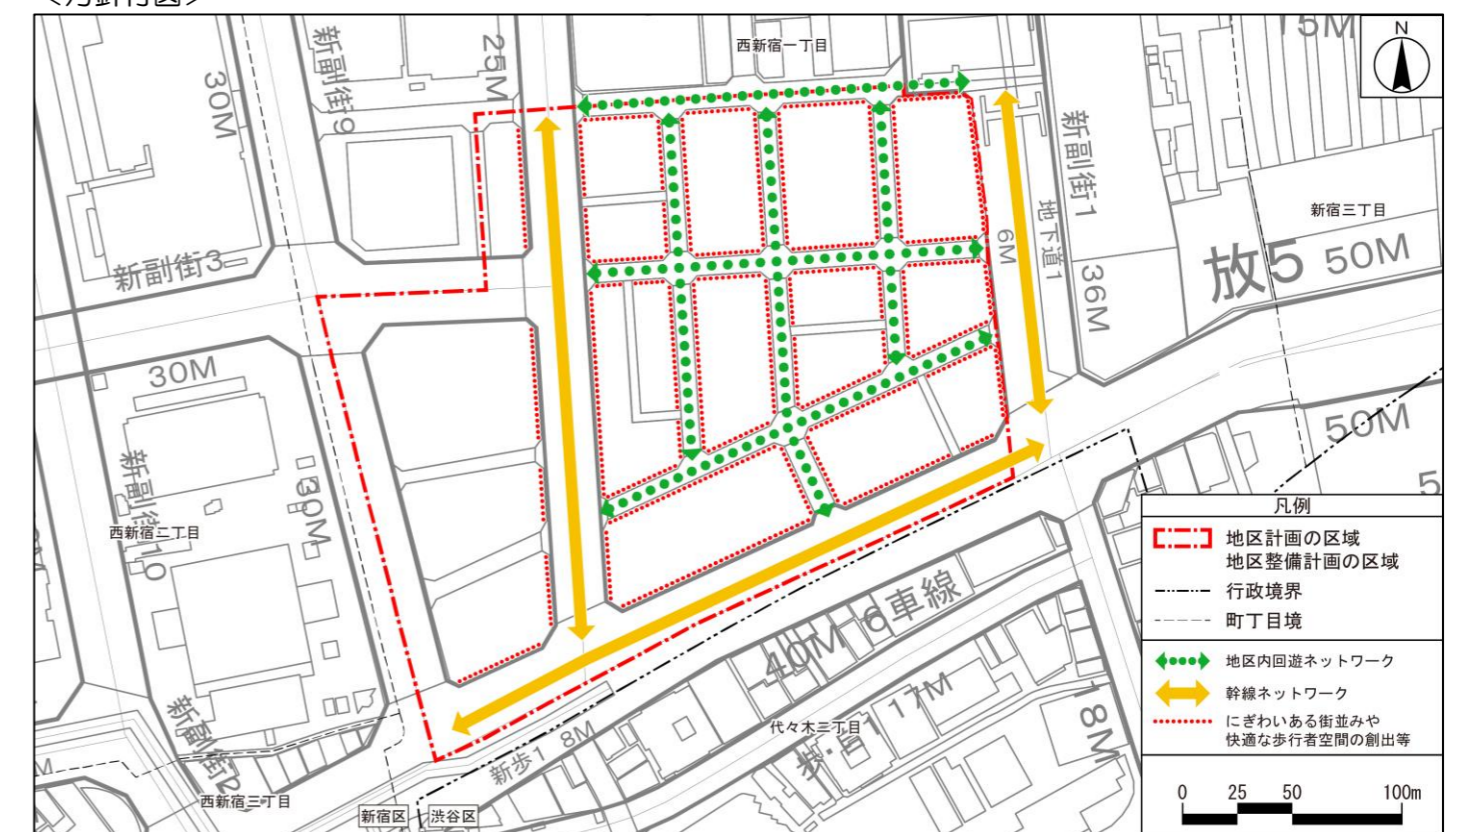 ＜方針付図＞
西新宿一丁目
15M
N
新副街9
25M
30M
新副街1
地下道1
6M
36M
新宿三丁目
放5 50M
新副街3
30M
50M
5
新副街10
30M
西新宿二丁目
40M 6車線
新副街2
新歩1 8M
代々木二丁目
17M
18M
M
西新宿三丁目
新宿区
渋谷区
凡例
地区計画の区域
地区整備計画の区域
行政境界
町丁目境
地区内回遊ネットワーク
幹線ネットワーク
にぎわいある街並みや
快適な歩行者空間の創出等
0 25 50 100m